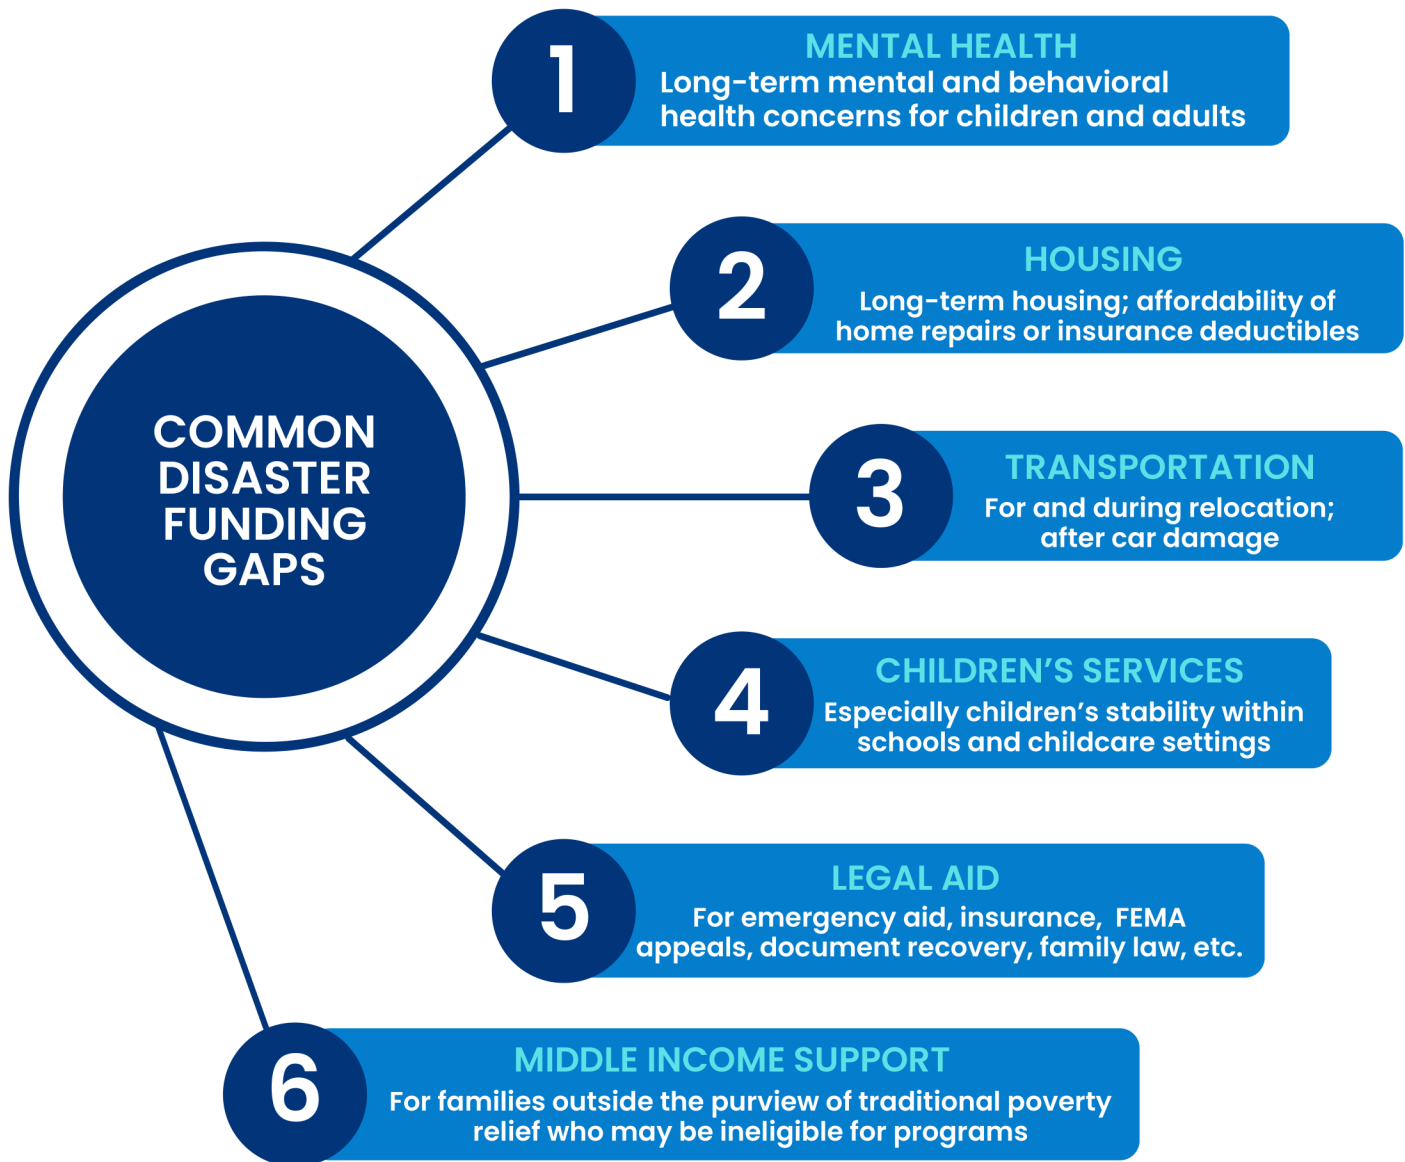 1
MENTAL HEALTH
Long-term mental and behavioral
health concerns for children and adults
2
HOUSING
Long-term housing; affordability of
home repairs or insurance deductibles
COMMON
DISASTER
FUNDING
GAPS
3
TRANSPORTATION
For and during relocation;
after car damage
4
CHILDREN’S SERVICES
Especially children’s stability within
schools and childcare settings
5
LEGAL AID
For emergency aid, insurance, FEMA
appeals, document recovery, family law, etc.
6
MIDDLE INCOME SUPPORT
For families outside the purview of traditional poverty
relief who may be ineligible for programs